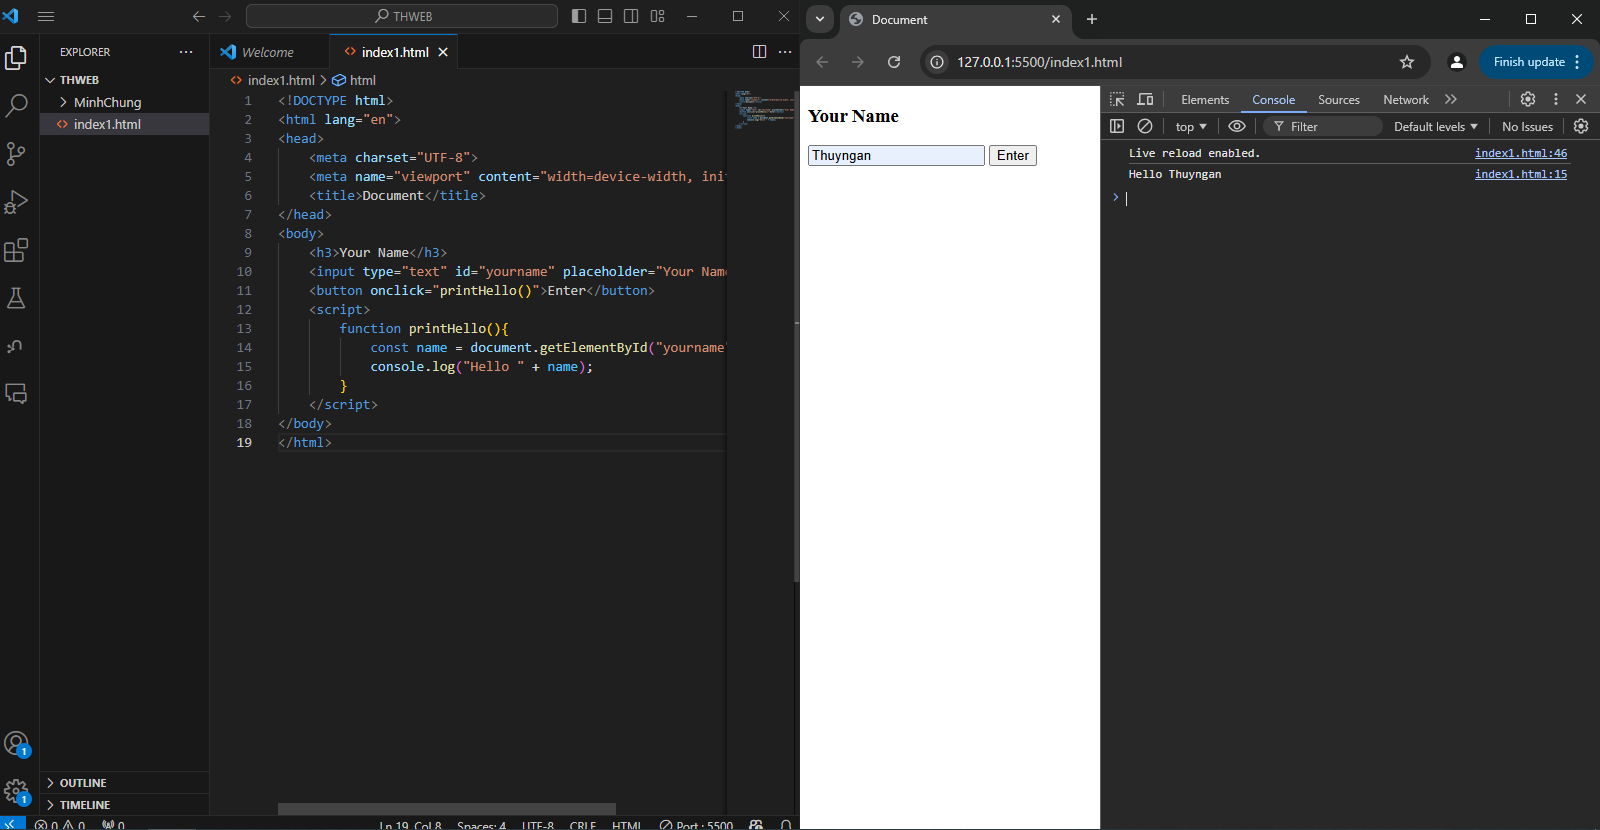 THWEB
EXPLORER
THWEB
MinhChung
index1.html
OUTLINE
TIMELINE
Welcome
index1.html
index1.html > html
1 <!DOCTYPE html>
2 <html lang="en">
3 <head>
4 <meta charset="UTF-8">
5 <meta name="viewport" content="width=device-width, init
6 <title>Document</title>
7 </head>
8 <body>
9 <h3>Your Name</h3>
10 <input type="text" id="yourname" placeholder="Your Name
11 <button onclick="printHello()">Enter</button>
12 <script>
13 function printHello(){
14 const name = document.getElementById("yourname"
15 console.log("Hello " + name);
16 }
17 </script>
18 </body>
19 </html>
1
1
0 0 0
Ln 19, Col 8 Spaces: 4 UTF-8 CRLF HTML Port : 5500
Document
127.0.0.1:5500/index1.html
Finish update
Your Name
Thuyngan Enter
Elements Console Sources Network
top Filter Default levels No Issues
Live reload enabled. index1.html:46
Hello Thuyngan index1.html:15